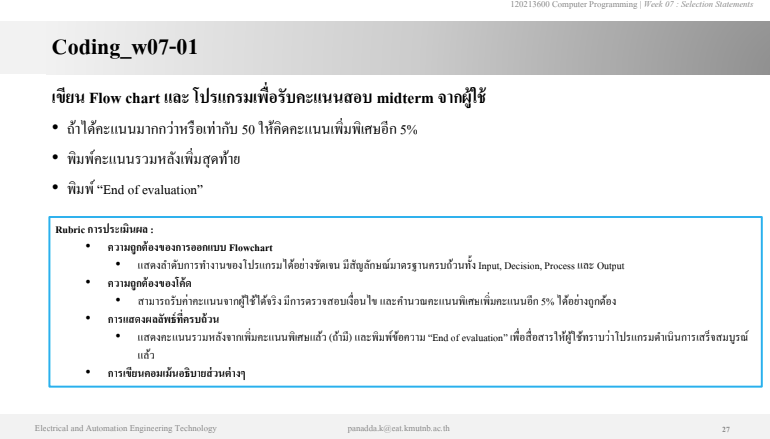 120213600 Computer Programming | Week 07 : Selection Statements
Coding_w07-01
เขียน Flow chart และ โปรแกรมเพื่อรับคะแนนสอบ midterm จากผู้ใช้
• ถ้าได้คะแนนมากกว่าหรือเท่ากับ 50 ให้คิดคะแนนเพิ่มพิเศษอีก 5%
• พิมพ์คะแนนรวมหลังเพิ่มสุดท้าย
• พิมพ์ “End of evaluation”
Rubric การประเมินผล :
• ความถูกต้องของการออกแบบ Flowchart
• แสดงลำดับการทำงานของโปรแกรมได้อย่างชัดเจน มีสัญลักษณ์มาตรฐานครบถ้วนทั้ง Input, Decision, Process และ Output
• ความถูกต้องของโค้ด
• สามารถรับค่าคะแนนจากผู้ใช้ได้จริง มีการตรวจสอบเงื่อนไข และคำนวณคะแนนพิเศษเพิ่มคะแนนอีก 5% ได้อย่างถูกต้อง
• การแสดงผลลัพธ์ที่ครบถ้วน
• แสดงคะแนนรวมหลังจากเพิ่มคะแนนพิเศษแล้ว (ถ้ามี) และพิมพ์ข้อความ “End of evaluation” เพื่อสื่อสารให้ผู้ใช้ทราบว่าโปรแกรมดำเนินการเสร็จสมบูรณ์
แล้ว
• การเขียนคอมเม้นอธิบายส่วนต่างๆ
Electrical and Automation Engineering Technology
panadda.k@eat.kmutnb.ac.th
27